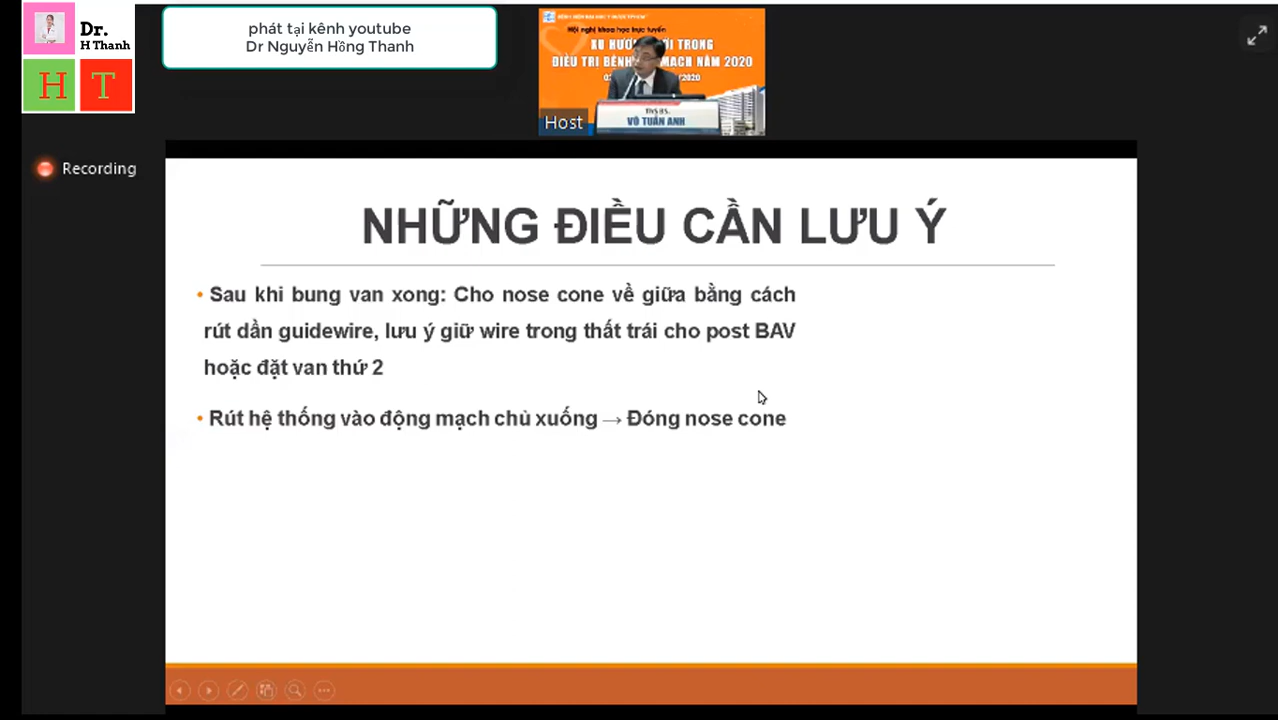 Dr.
H Thanh
H T
phát tại kênh youtube
Dr Nguyễn Hồng Thanh
Hội nghị khoa học trực tuyến
XU HƯỚNG MỚI TRONG
ĐIỀU TRỊ BỆNH MẠCH NĂM 2020
ThS BS.
VÕ TUẤN ANH
Host
Recording
NHỮNG ĐIỀU CẦN LƯU Ý
• Sau khi bung van xong: Cho nose cone về giữa bằng cách
rút dần guidewire, lưu ý giữ wire trong thất trái cho post BAV
hoặc đặt van thứ 2
• Rút hệ thống vào động mạch chủ xuống → Đóng nose cone